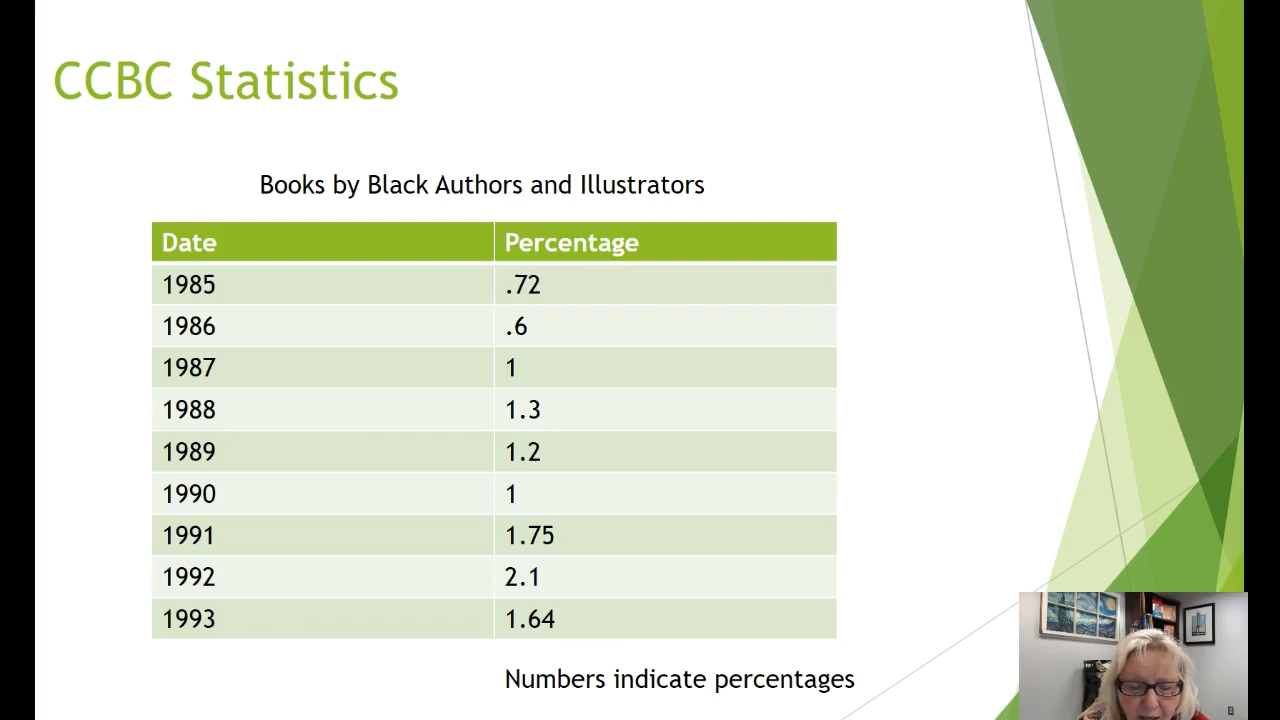 CCBC Statistics
Books by Black Authors and Illustrators
Date Percentage
1985 .72
1986 .6
1987 1
1988 1.3
1989 1.2
1990 1
1991 1.75
1992 2.1
1993 1.64
Numbers indicate percentages